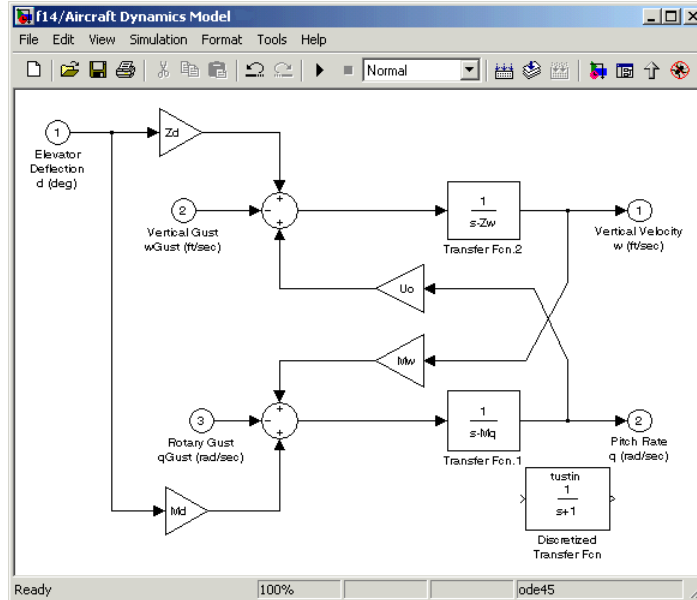 f14/Aircraft Dynamics Model
File Edit View Simulation Format Tools Help
Normal
1
Elevator
Deflection
d (deg)
Zd
2
Vertical Gust
wGust (ft/sec)
- + +
1
s-Zw
Transfer Fcn.2
1
Vertical Velocity
w (ft/sec)
Uo
Mw
3
Rotary Gust
qGust (rad/sec)
+ - +
1
s-Mq
Transfer Fcn.1
2
Pitch Rate
q (rad/sec)
Md
tustin
1
s+1
Discretized
Transfer Fcn
Ready 100% ode45